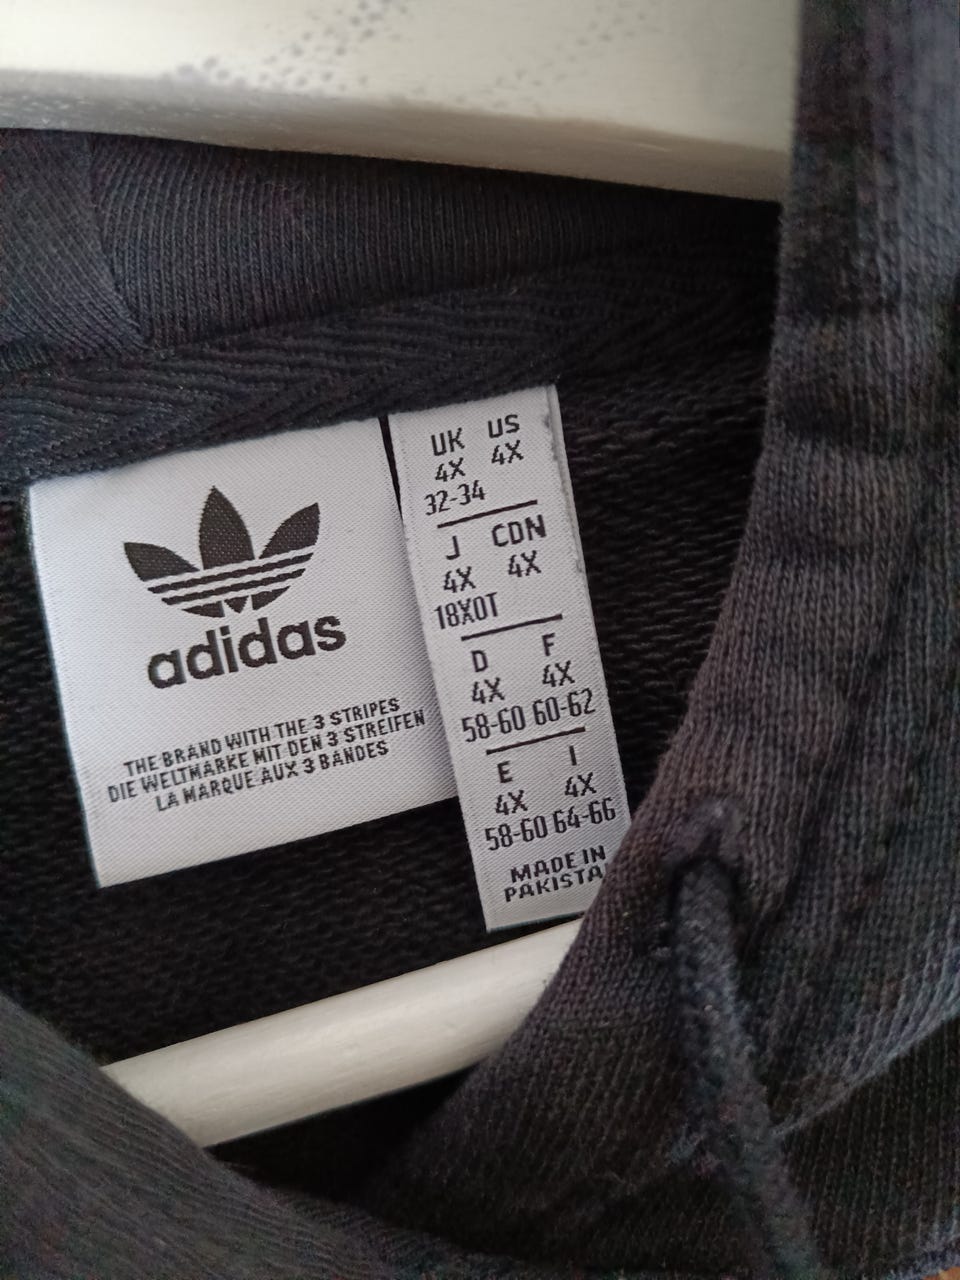 adidas
THE BRAND WITH THE 3 STRIPES
DIE WELTMARKE MIT DEN 3 STREIFEN
LA MARQUE AUX 3 BANDES
UK US
4X 4X
32-34
J CDN
4X 4X
18XOT
D F
4X 4X
58-60 60-62
E I
4X 4X
58-60 64-66
MADE IN
PAKISTA